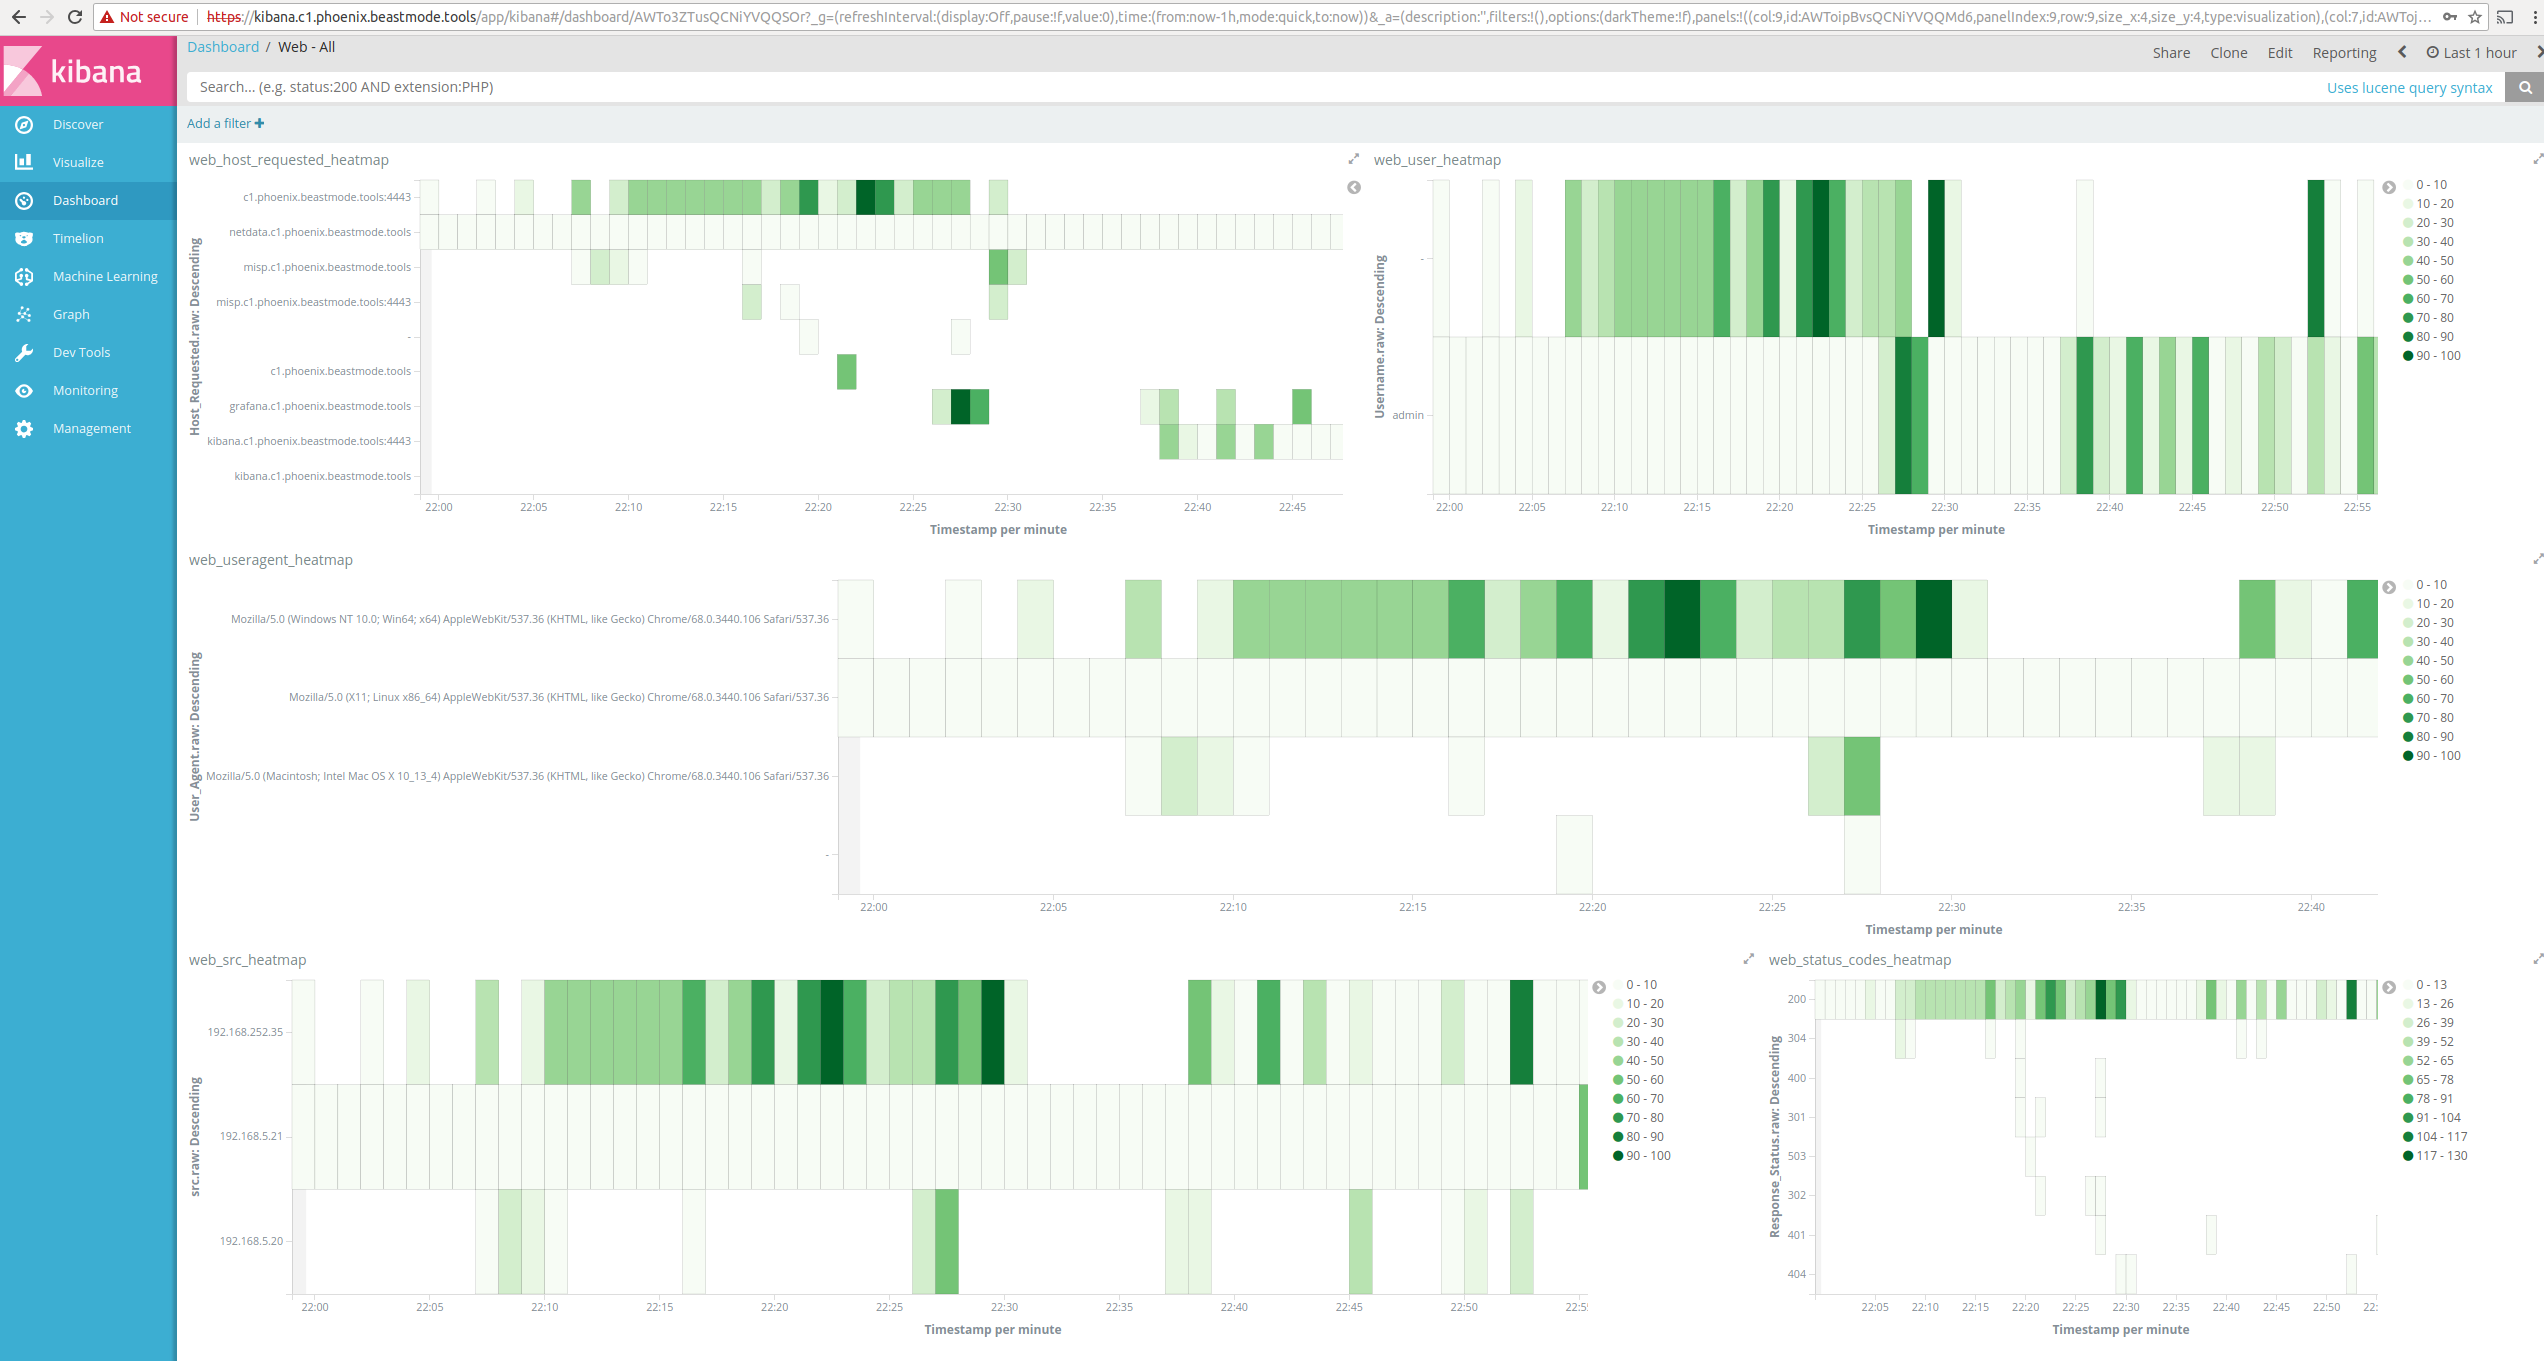 Not secure https://kibana.c1.phoenix.beastmode.tools/app/kibana#/dashboard/AWTo3ZTusQCNiYVQQSOr?_g=(refreshInterval:(display:Off,pause:!f,value:0),time:(from:now-1h,mode:quick,to:now))&_a=(description:'',filters:!(),options:(darkTheme:!f),panels:!((col:9,id:AWToipBvsQCNiYVQQMd6,panelIndex:9,row:9,size_x:4,size_y:4,type:visualization),(col:7,id:AWToj...
kibana
Discover
Visualize
Dashboard
Timelion
Machine Learning
Graph
Dev Tools
Monitoring
Management
Dashboard / Web - All
Share Clone Edit Reporting Last 1 hour
Search... (e.g. status:200 AND extension:PHP)
Uses lucene query syntax
Add a filter +
web_host_requested_heatmap
Host_Requested.raw: Descending
c1.phoenix.beastmode.tools:4443
netdata.c1.phoenix.beastmode.tools
misp.c1.phoenix.beastmode.tools
misp.c1.phoenix.beastmode.tools:4443
-
c1.phoenix.beastmode.tools
grafana.c1.phoenix.beastmode.tools
kibana.c1.phoenix.beastmode.tools:4443
kibana.c1.phoenix.beastmode.tools
22:00 22:05 22:10 22:15 22:20 22:25 22:30 22:35 22:40 22:45
Timestamp per minute
web_user_heatmap
Username.raw: Descending
-
admin
22:00 22:05 22:10 22:15 22:20 22:25 22:30 22:35 22:40 22:45 22:50 22:55
Timestamp per minute
0 - 10
10 - 20
20 - 30
30 - 40
40 - 50
50 - 60
60 - 70
70 - 80
80 - 90
90 - 100
web_useragent_heatmap
User_Agent.raw: Descending
Mozilla/5.0 (Windows NT 10.0; Win64; x64) AppleWebKit/537.36 (KHTML, like Gecko) Chrome/68.0.3440.106 Safari/537.36
Mozilla/5.0 (X11; Linux x86_64) AppleWebKit/537.36 (KHTML, like Gecko) Chrome/68.0.3440.106 Safari/537.36
Mozilla/5.0 (Macintosh; Intel Mac OS X 10_13_4) AppleWebKit/537.36 (KHTML, like Gecko) Chrome/68.0.3440.106 Safari/537.36
-
22:00 22:05 22:10 22:15 22:20 22:25 22:30 22:35 22:40
Timestamp per minute
0 - 10
10 - 20
20 - 30
30 - 40
40 - 50
50 - 60
60 - 70
70 - 80
80 - 90
90 - 100
web_src_heatmap
src.raw: Descending
192.168.252.35
192.168.5.21
192.168.5.20
22:00 22:05 22:10 22:15 22:20 22:25 22:30 22:35 22:40 22:45 22:50 22:5
Timestamp per minute
0 - 10
10 - 20
20 - 30
30 - 40
40 - 50
50 - 60
60 - 70
70 - 80
80 - 90
90 - 100
web_status_codes_heatmap
Response_Status.raw: Descending
200
304
400
301
503
302
401
404
22:05 22:10 22:15 22:20 22:25 22:30 22:35 22:40 22:45 22:50 22:
Timestamp per minute
0 - 13
13 - 26
26 - 39
39 - 52
52 - 65
65 - 78
78 - 91
91 - 104
104 - 117
117 - 130